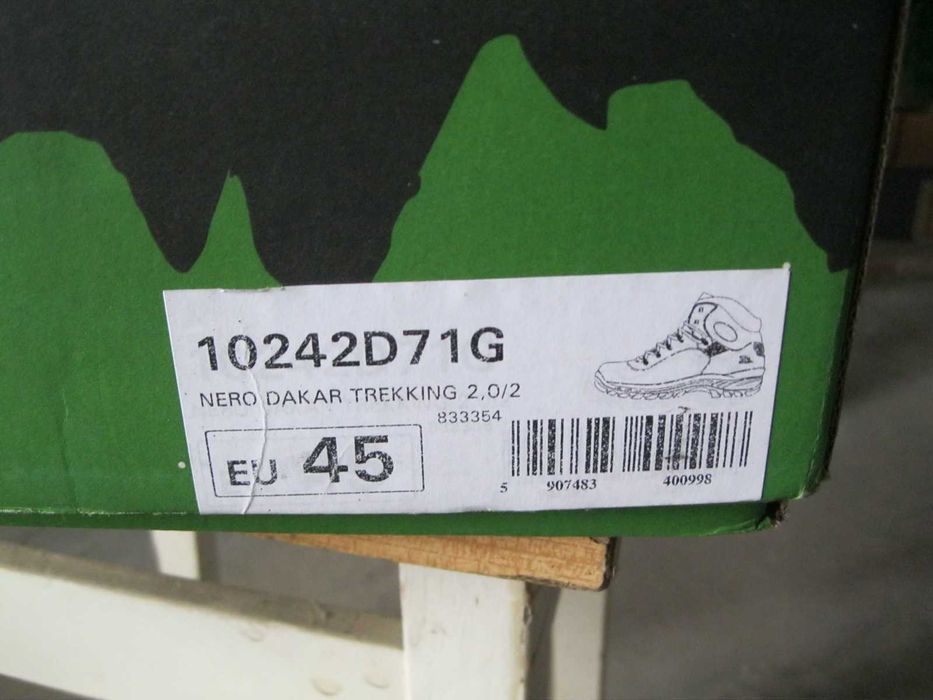 10242D71G
NERO DAKAR TREKKING 2,0/2
833354
EU 45
5 907483 400998